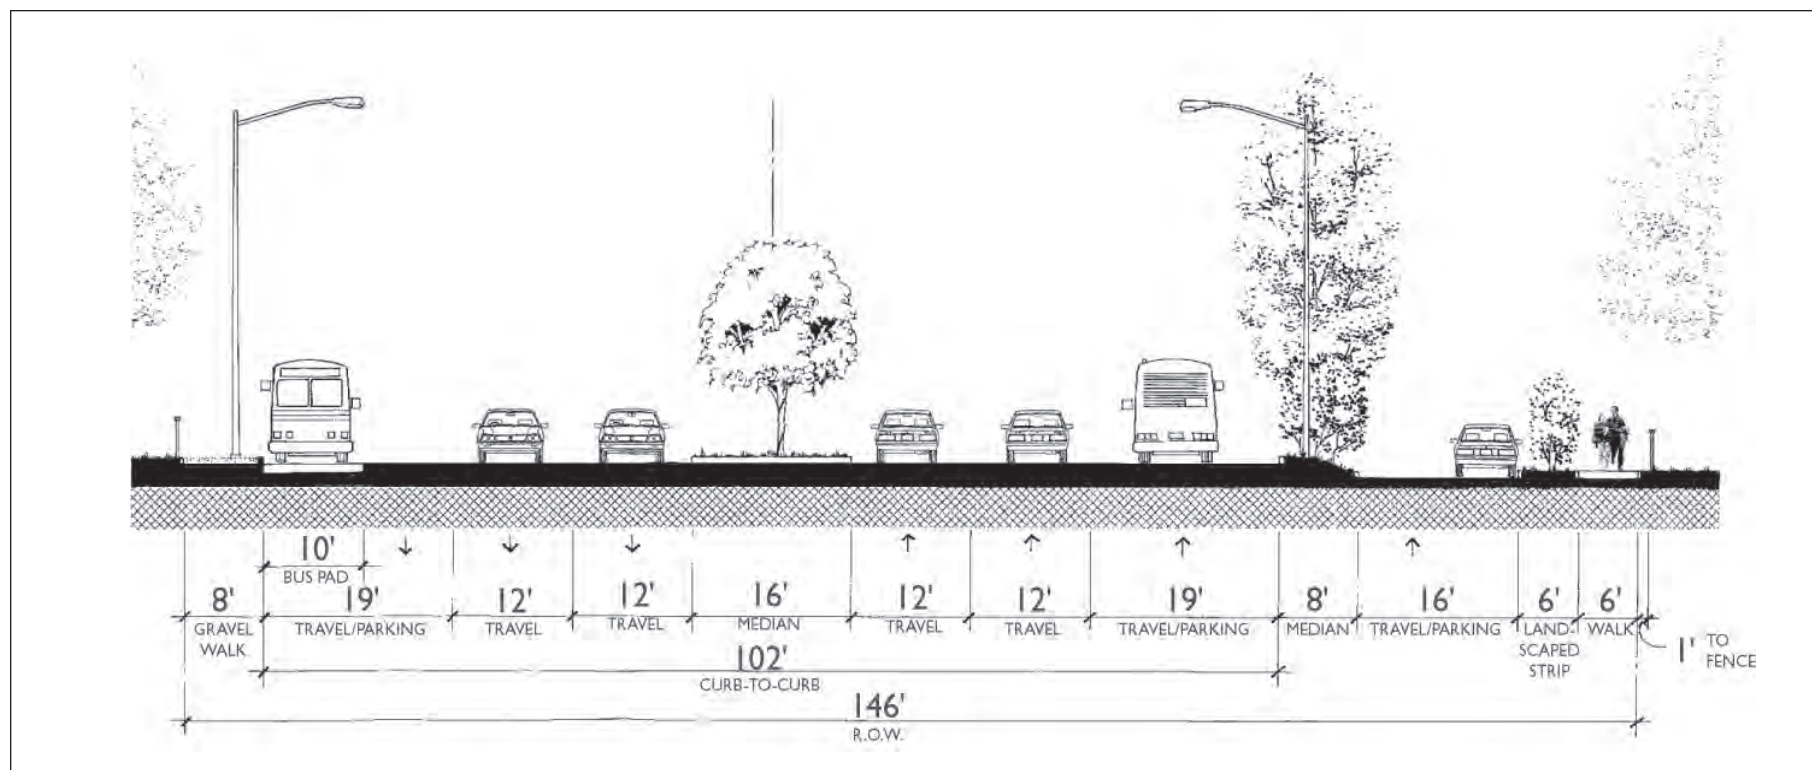 10'
BUS PAD
8'
GRAVEL
WALK
19'
TRAVEL/PARKING
12'
TRAVEL
12'
TRAVEL
16'
MEDIAN
12'
TRAVEL
12'
TRAVEL
19'
TRAVEL/PARKING
8'
MEDIAN
16'
TRAVEL/PARKING
6'
LAND-
SCAPED
STRIP
6'
WALK
1' TO
FENCE
102'
CURB-TO-CURB
146'
R.O.W.